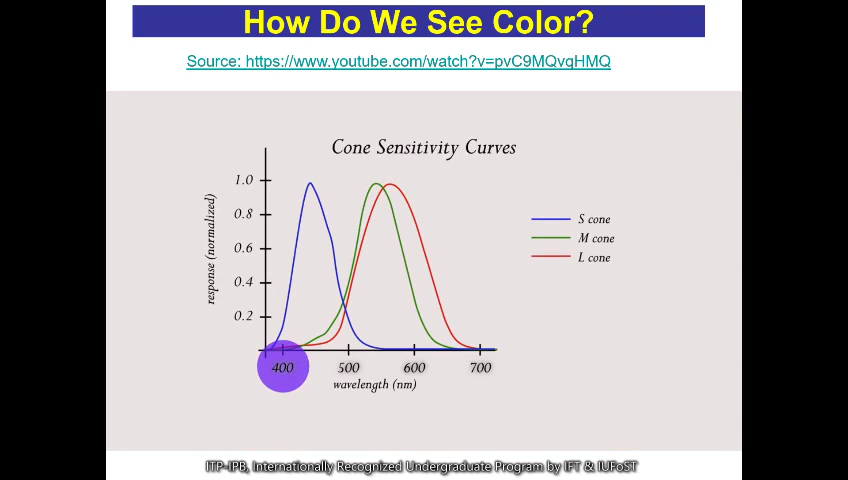 How Do We See Color?
Source: https://www.youtube.com/watch?v=pvC9MQvqHMQ
Cone Sensitivity Curves
1.0
0.8
0.6
0.4
0.2
response (normalized)
S cone
M cone
L cone
400 500 600 700
wavelength (nm)
ITP-IPB, Internationally Recognized Undergraduate Program by IFT & IUFoST